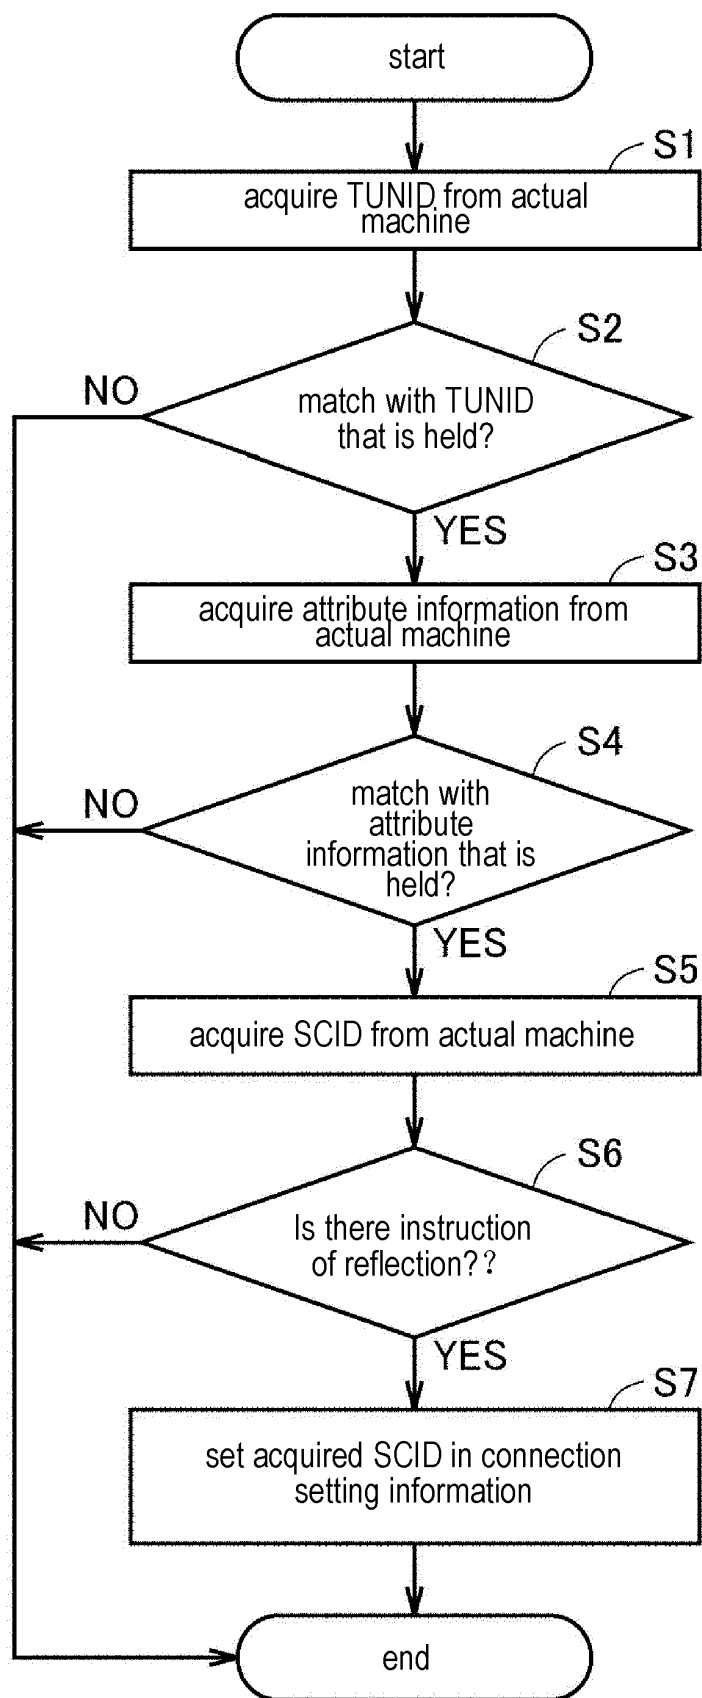 start
S1
acquire TUNID from actual
machine
S2
NO
match with TUNID
that is held?
YES
S3
acquire attribute information from
actual machine
S4
NO
match with
attribute
information that is
held?
YES
S5
acquire SCID from actual machine
S6
NO
Is there instruction
of reflection??
YES
S7
set acquired SCID in connection
setting information
end